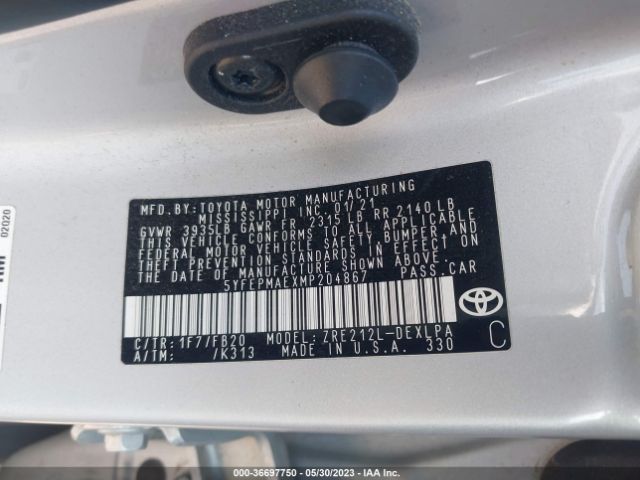 MFD.BY:TOYOTA MOTOR MANUFACTURING
MISSISSIPPI INC. 01/21
GVWR 3935LB GAWR FR 2315 LB RR 2140 LB
THIS VEHICLE CONFORMS TO ALL APPLICABLE
FEDERAL MOTOR VEHICLE SAFETY, BUMPER, AND
THEFT PREVENTION STANDARDS IN EFFECT ON
THE DATE OF MANUFACTURE SHOWN ABOVE.
5YFEPMAEXMP204867 PASS.CAR
C/TR: 1F7/FB20 MODEL: ZRE212L-DEXLPA
A/TM: /K313 MADE IN U.S.A. 330
C
02020
000-36697750 - 05/30/2023 - IAA Inc.